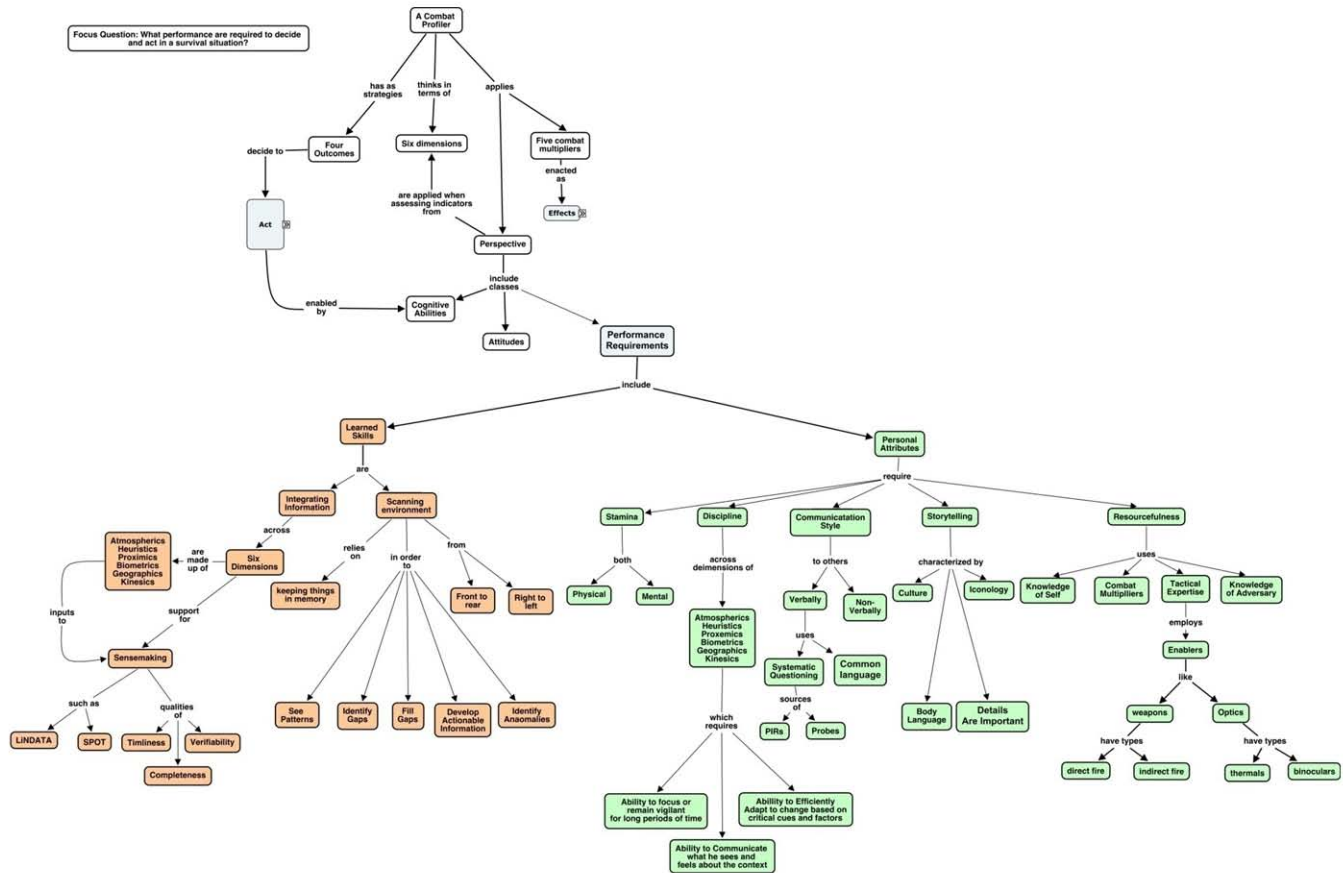 A Combat
Profiler
Focus Question: What performance are required to decide
and act in a survival situation?
has as
strategies
thinks in
terms of
applies
Four
Outcomes
Six dimensions
Five combat
multipliers
decide to
enacted
as
are applied when
assessing indicators
from
Effects
Act
Perspective
include
classes
enabled
by
Cognitive
Abilities
Attitudes
Performance
Requirements
include
Learned
Skills
Personal
Attributes
are
require
Integrating
Information
Scanning
environment
Stamina
Discipline
Communicatation
Style
Storytelling
Resourcefulness
across
relies
on
in order
to
from
both
across
deimensions of
to others
characterized by
uses
Atmospherics
Heuristics
Proximics
Biometrics
Geographics
Kinesics
are
made
up of
Six
Dimensions
keeping things
in memory
Front to
rear
Right to
left
Physical
Mental
Verbally
Non-
Verbally
Culture
Iconology
Knowledge
of Self
Combat
Multipliers
Tactical
Expertise
Knowledge
of Adversary
inputs
to
support
for
Atmospherics
Heuristics
Proxemics
Biometrics
Geographics
Kinesics
uses
employs
Sensemaking
Systematic
Questioning
Common
language
Enablers
such as
qualities
of
See
Patterns
Identify
Gaps
Fill
Gaps
Develop
Actionable
Information
Identify
Anaomalies
which
requires
sources
of
Body
Language
Details
Are Important
like
weapons
Optics
LiNDATA
SPOT
Timliness
Verifiability
PIRs
Probes
have types
have types
Completeness
direct fire
indirect fire
thermals
binoculars
Ability to focus or
remain vigilant
for long periods of time
Abillity to Efficiently
Adapt to change based on
critical cues and factors
Ability to Communicate
what he sees and
feels about the context